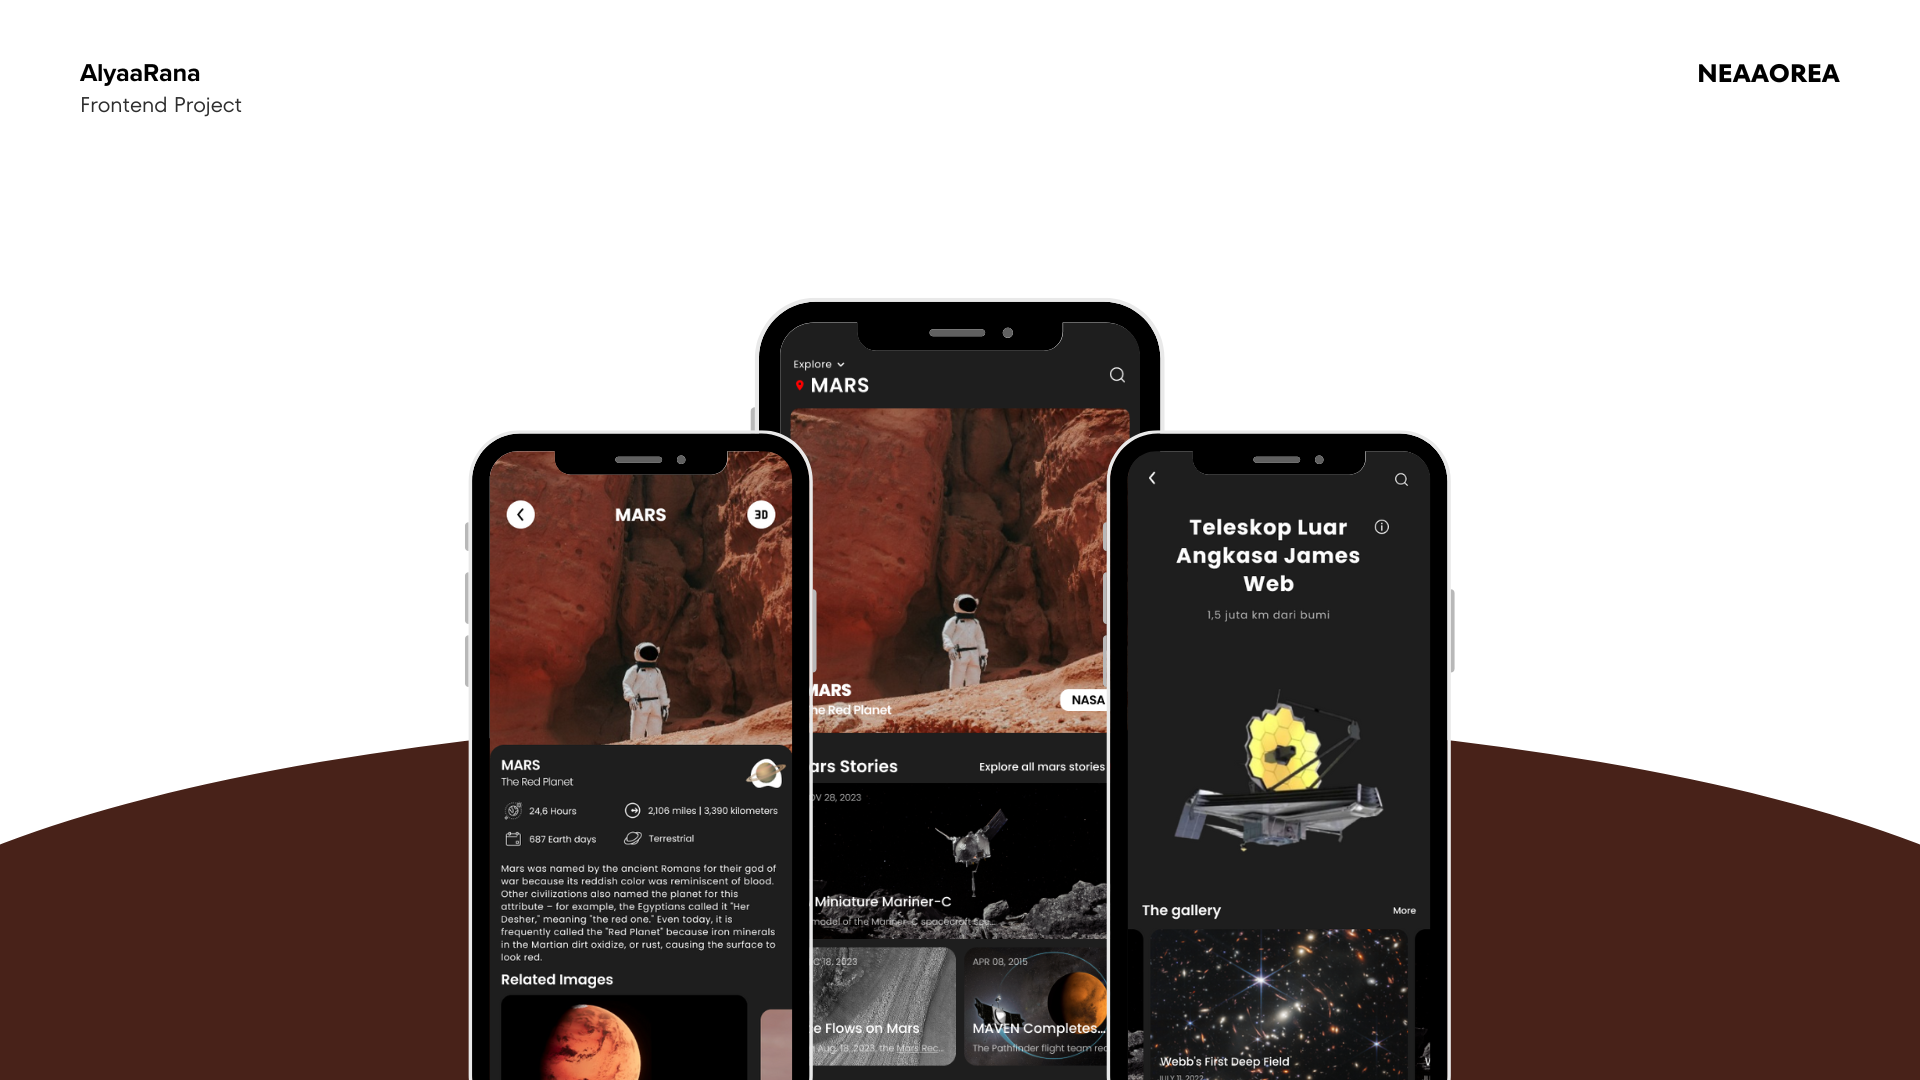 AlyaaRana
Frontend Project
NEAAOREA
Explore
MARS
MARS
The Red Planet
NASA
Mars Stories
Explore all mars stories
NOV 28, 2023
Miniature Mariner-C
model of the Mariner-C spacecraft
18, 2023
Flows on Mars
Aug. 18, 2023, the Mars Rec...
APR 08, 2015
MAVEN Completes...
The Pathfinder flight team
MARS
3D
MARS
The Red Planet
24,6 Hours
2,106 miles | 3,390 kilometers
687 Earth days
Terrestrial
Mars was named by the ancient Romans for their god of
war because its reddish color was reminiscent of blood.
Other civilizations also named the planet for this
attribute – for example, the Egyptians called it "Her
Desher," meaning "the red one." Even today, it is
frequently called the "Red Planet" because iron minerals
in the Martian dirt oxidize, or rust, causing the surface to
look red.
Related Images
Teleskop Luar
Angkasa James
Web
1,5 juta km dari bumi
The gallery
More
Webb's First Deep Field
JULY 11, 2022